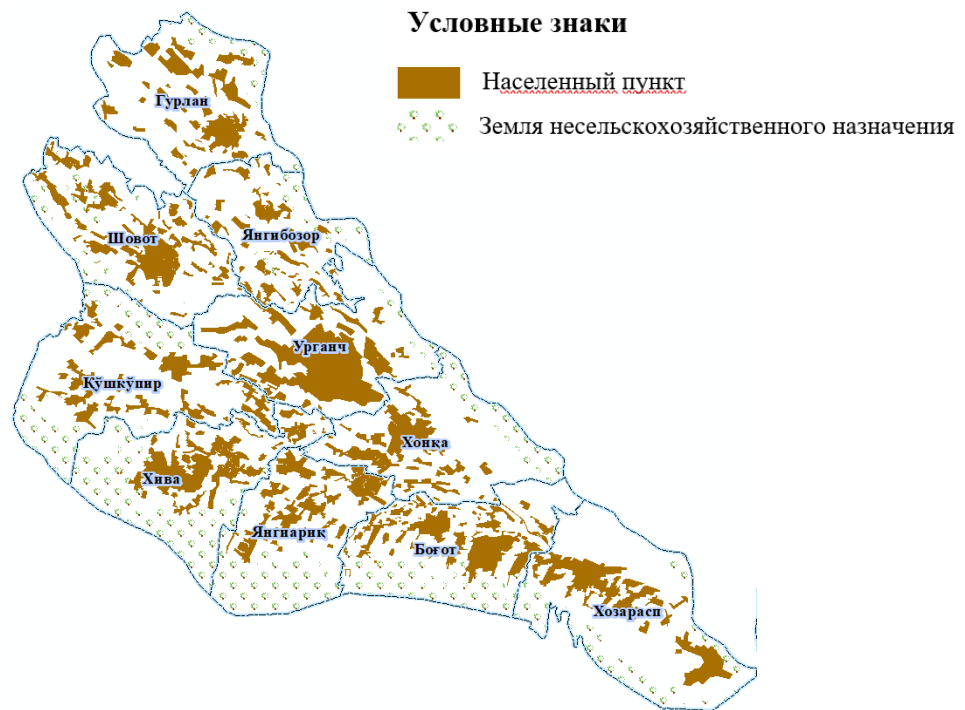 Условные знаки
Населенный пункт
Земля несельскохозяйственного назначения
Гурлан
Шовот
Янгибозор
Урганч
Қўшкўпир
Хонқа
Хива
Янгиариқ
Боғот
Хозарасп